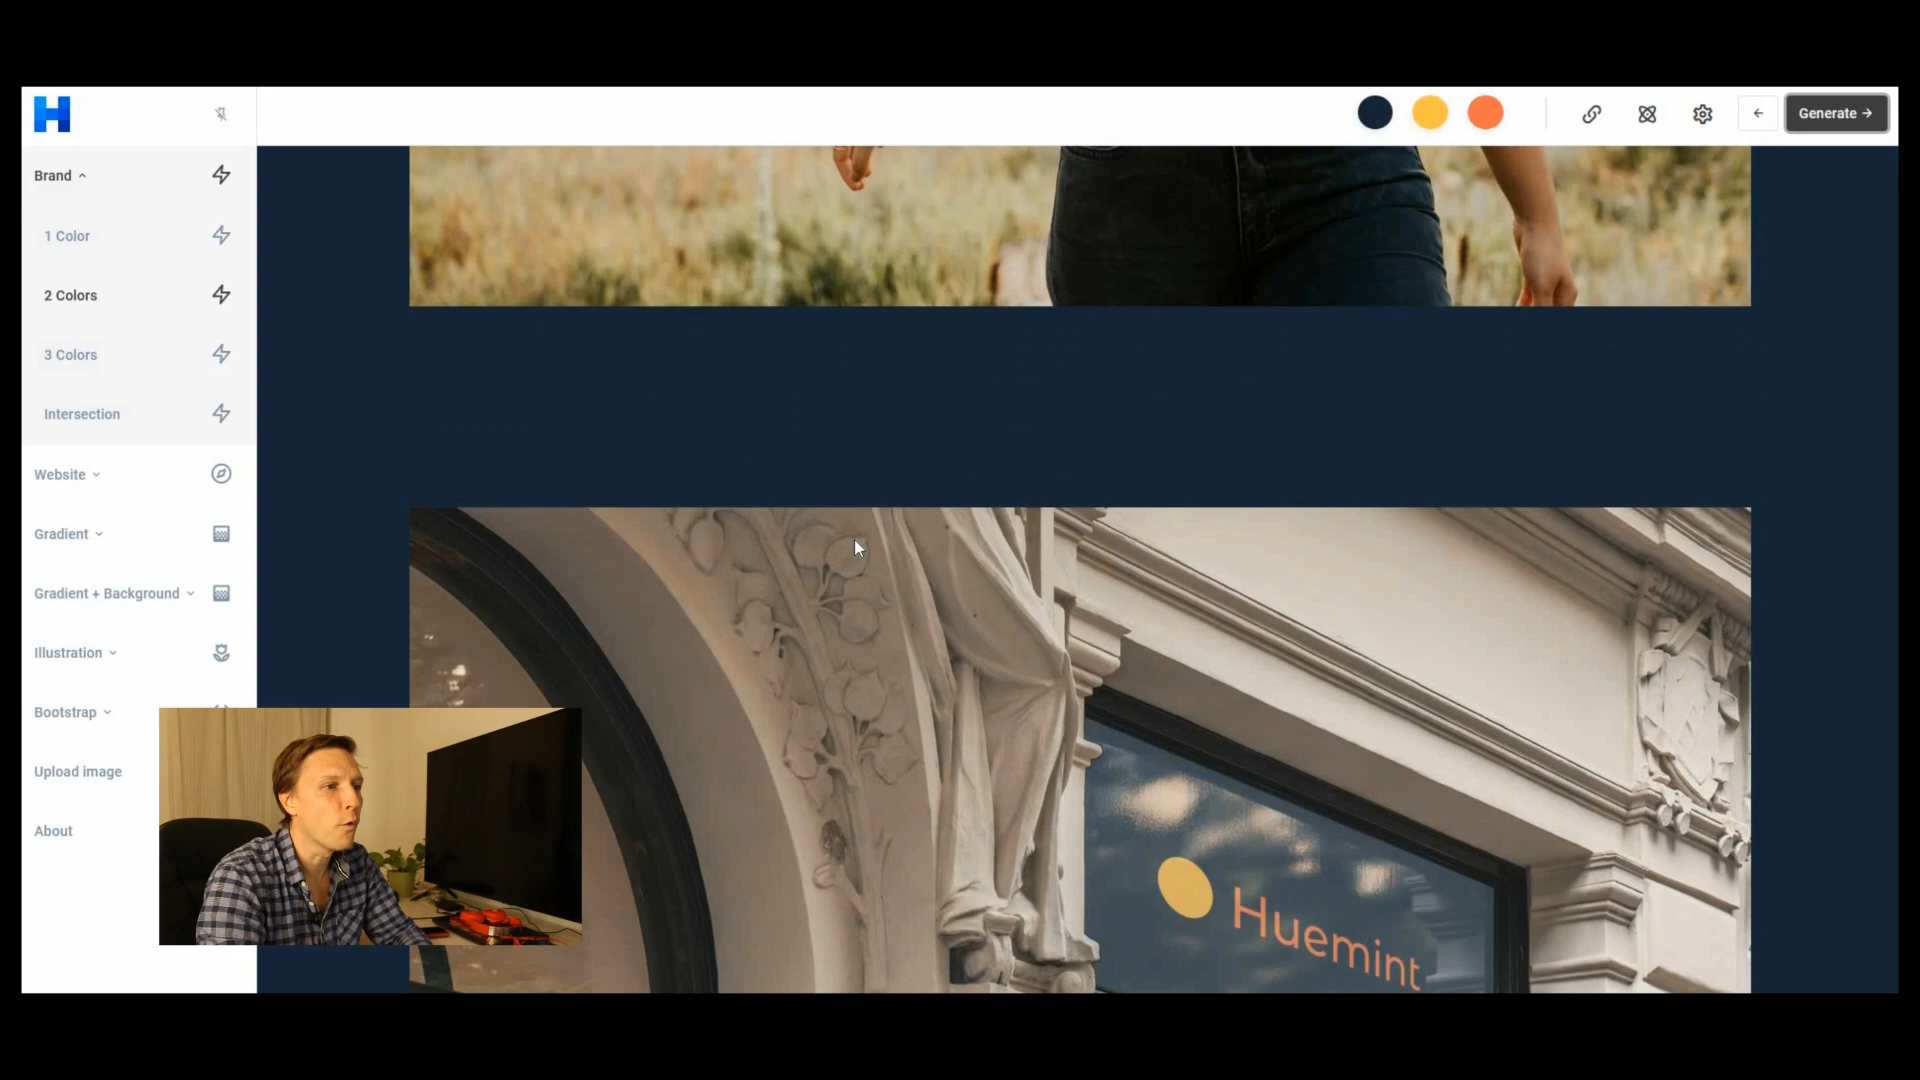 H
Generate →
Brand
1 Color
2 Colors
3 Colors
Intersection
Website
Gradient
Gradient + Background
Illustration
Bootstrap
Upload image
About
Huemint